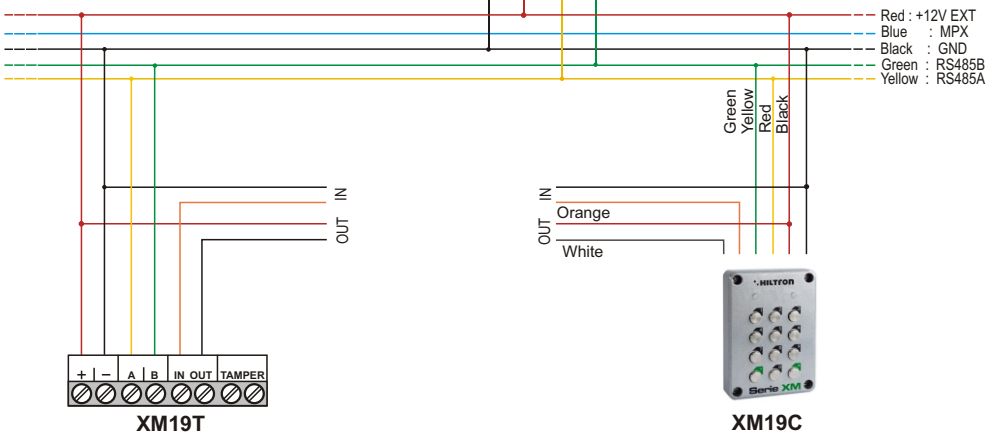 Red : +12V EXT
Blue : MPX
Black : GND
Green : RS485B
Yellow : RS485A
Green
Yellow
Red
Black
IN
OUT
IN
Orange
OUT
White
HILTRON
+ | - | A | B | IN OUT TAMPER
Serie XM
XM19T
XM19C